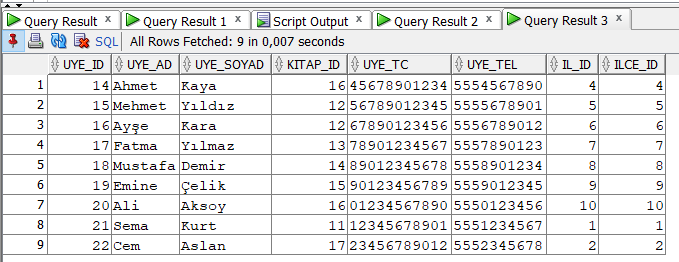 Query Result x Query Result 1 x Script Output x Query Result 2 x Query Result 3 x
SQL | All Rows Fetched: 9 in 0,007 seconds
UYE_ID UYE_AD UYE_SOYAD KITAP_ID UYE_TC UYE_TEL IL_ID ILCE_ID
1 14 Ahmet Kaya 16 45678901234 5554567890 4 4
2 15 Mehmet Yıldız 12 56789012345 5555678901 5 5
3 16 Ayşe Kara 12 67890123456 5556789012 6 6
4 17 Fatma Yılmaz 13 78901234567 5557890123 7 7
5 18 Mustafa Demir 14 89012345678 5558901234 8 8
6 19 Emine Çelik 15 90123456789 5559012345 9 9
7 20 Ali Aksoy 16 01234567890 5550123456 10 10
8 21 Sema Kurt 11 12345678901 5551234567 1 1
9 22 Cem Aslan 17 23456789012 5552345678 2 2